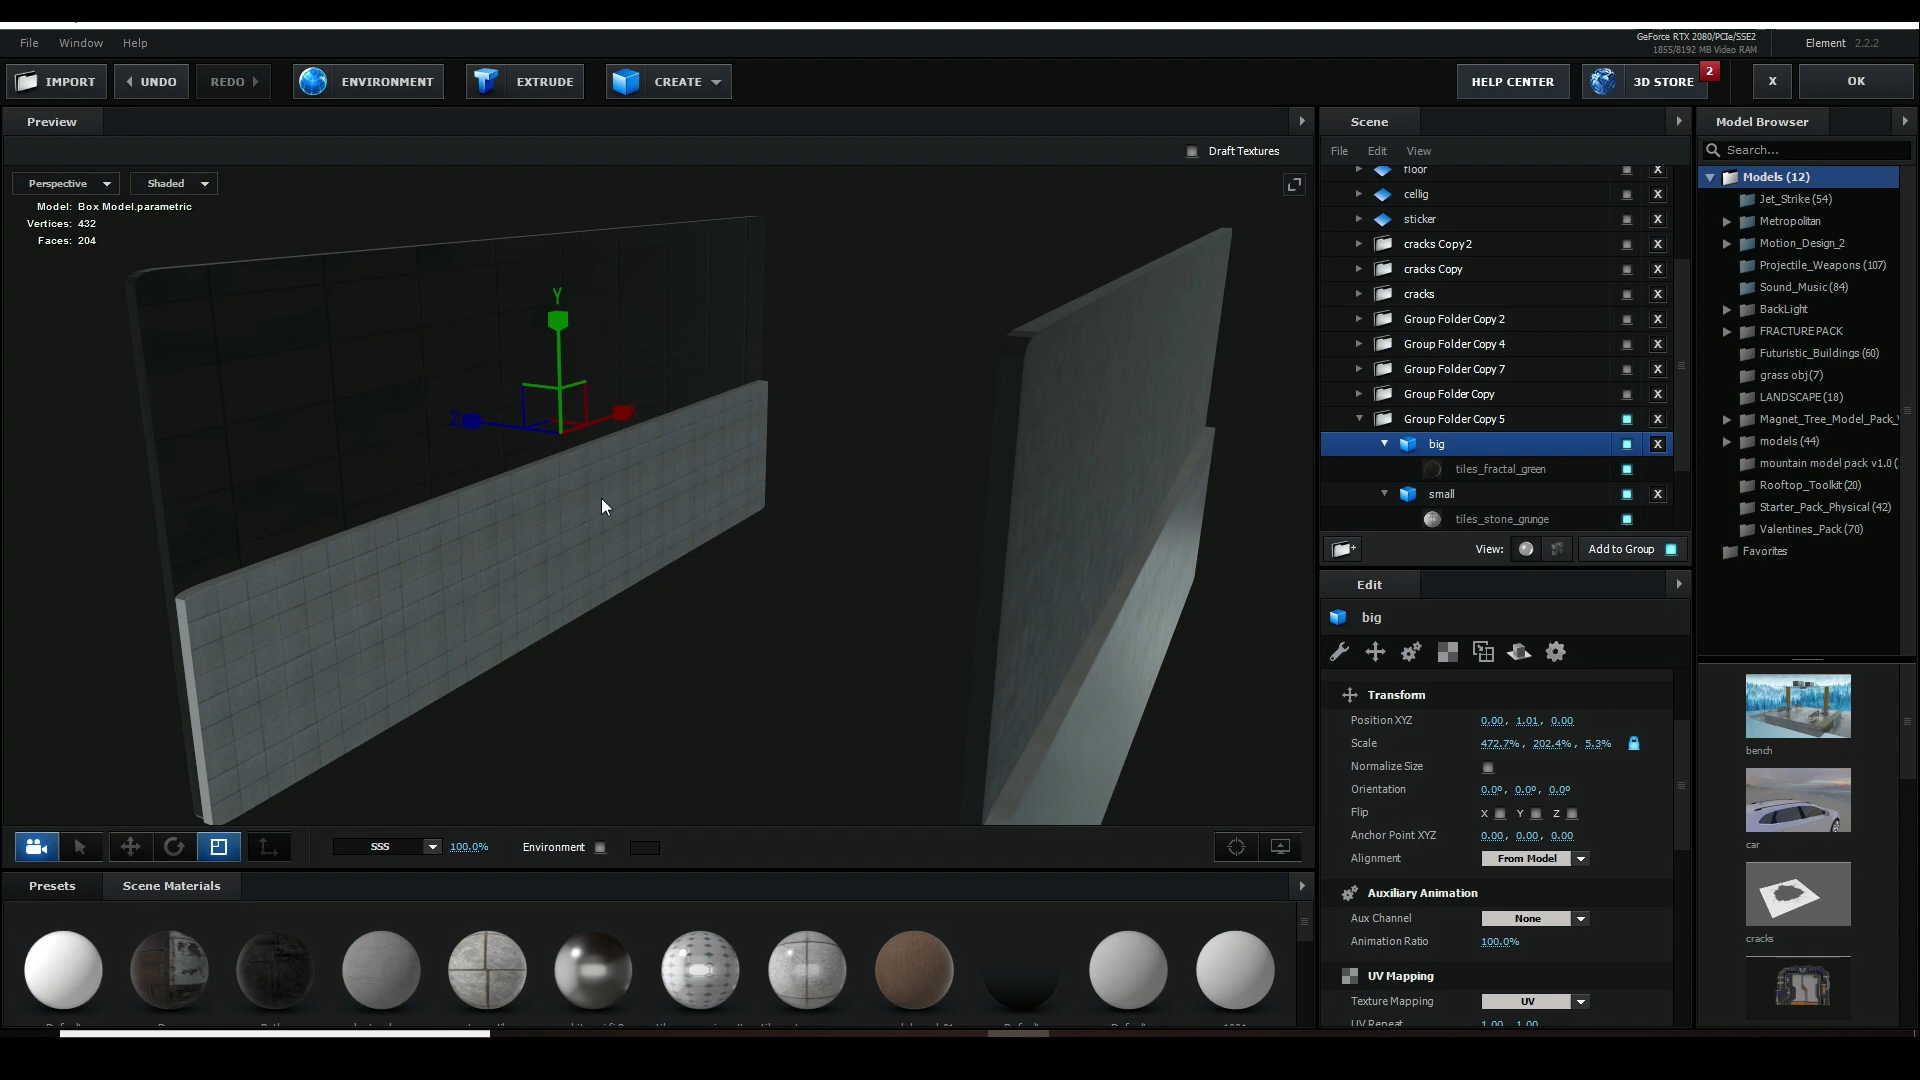 File Window Help
GeForce RTX 2080/PCIe/SSE2
1855/8192 MB Video RAM
Element 2.2.2
IMPORT UNDO REDO ENVIRONMENT EXTRUDE CREATE HELP CENTER 3D STORE 2 X OK
Preview
Draft Textures
Perspective Shaded
Model: Box Model.parametric
Vertices: 432
Faces: 204
Y
Z
SSS 100.0% Environment
Presets Scene Materials
Scene
File Edit View
floor
cellig X
sticker X
cracks Copy 2 X
cracks Copy X
cracks X
Group Folder Copy 2 X
Group Folder Copy 4 X
Group Folder Copy 7 X
Group Folder Copy X
Group Folder Copy 5 X
big X
tiles_fractal_green
small X
tiles_stone_grunge
View: Add to Group
Edit
big
Transform
Position XYZ 0.00, 1.01, 0.00
Scale 472.7%, 202.4%, 5.3%
Normalize Size
Orientation 0.0º, 0.0º, 0.0º
Flip X Y Z
Anchor Point XYZ 0.00, 0.00, 0.00
Alignment From Model
Auxiliary Animation
Aux Channel None
Animation Ratio 100.0%
UV Mapping
Texture Mapping UV
UV Repeat 1.00 1.00
Model Browser
Search...
Models (12)
Jet_Strike (54)
Metropolitan
Motion_Design_2
Projectile_Weapons (107)
Sound_Music (84)
BackLight
FRACTURE PACK
Futuristic_Buildings (60)
grass obj (7)
LANDSCAPE (18)
Magnet_Tree_Model_Pack_
models (44)
mountain model pack v1.0 (
Rooftop_Toolkit (20)
Starter_Pack_Physical (42)
Valentines_Pack (70)
Favorites
bench
car
cracks